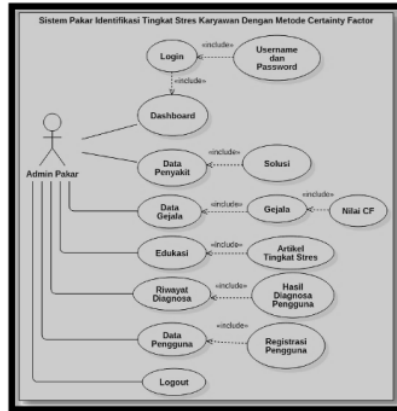 Sistem Pakar Identifikasi Tingkat Stres Karyawan Dengan Metode Certainty Factor
Login
«include»
Username
dan
Password
«include»
Dashboard
Admin Pakar
Data
Penyakit
«include»
Solusi
Data
Gejala
«include»
Gejala
«include»
Nilai CF
Edukasi
«include»
Artikel
Tingkat Stres
Riwayat
Diagnosa
«include»
Hasil
Diagnosa
Pengguna
Data
Pengguna
«include»
Registrasi
Pengguna
Logout